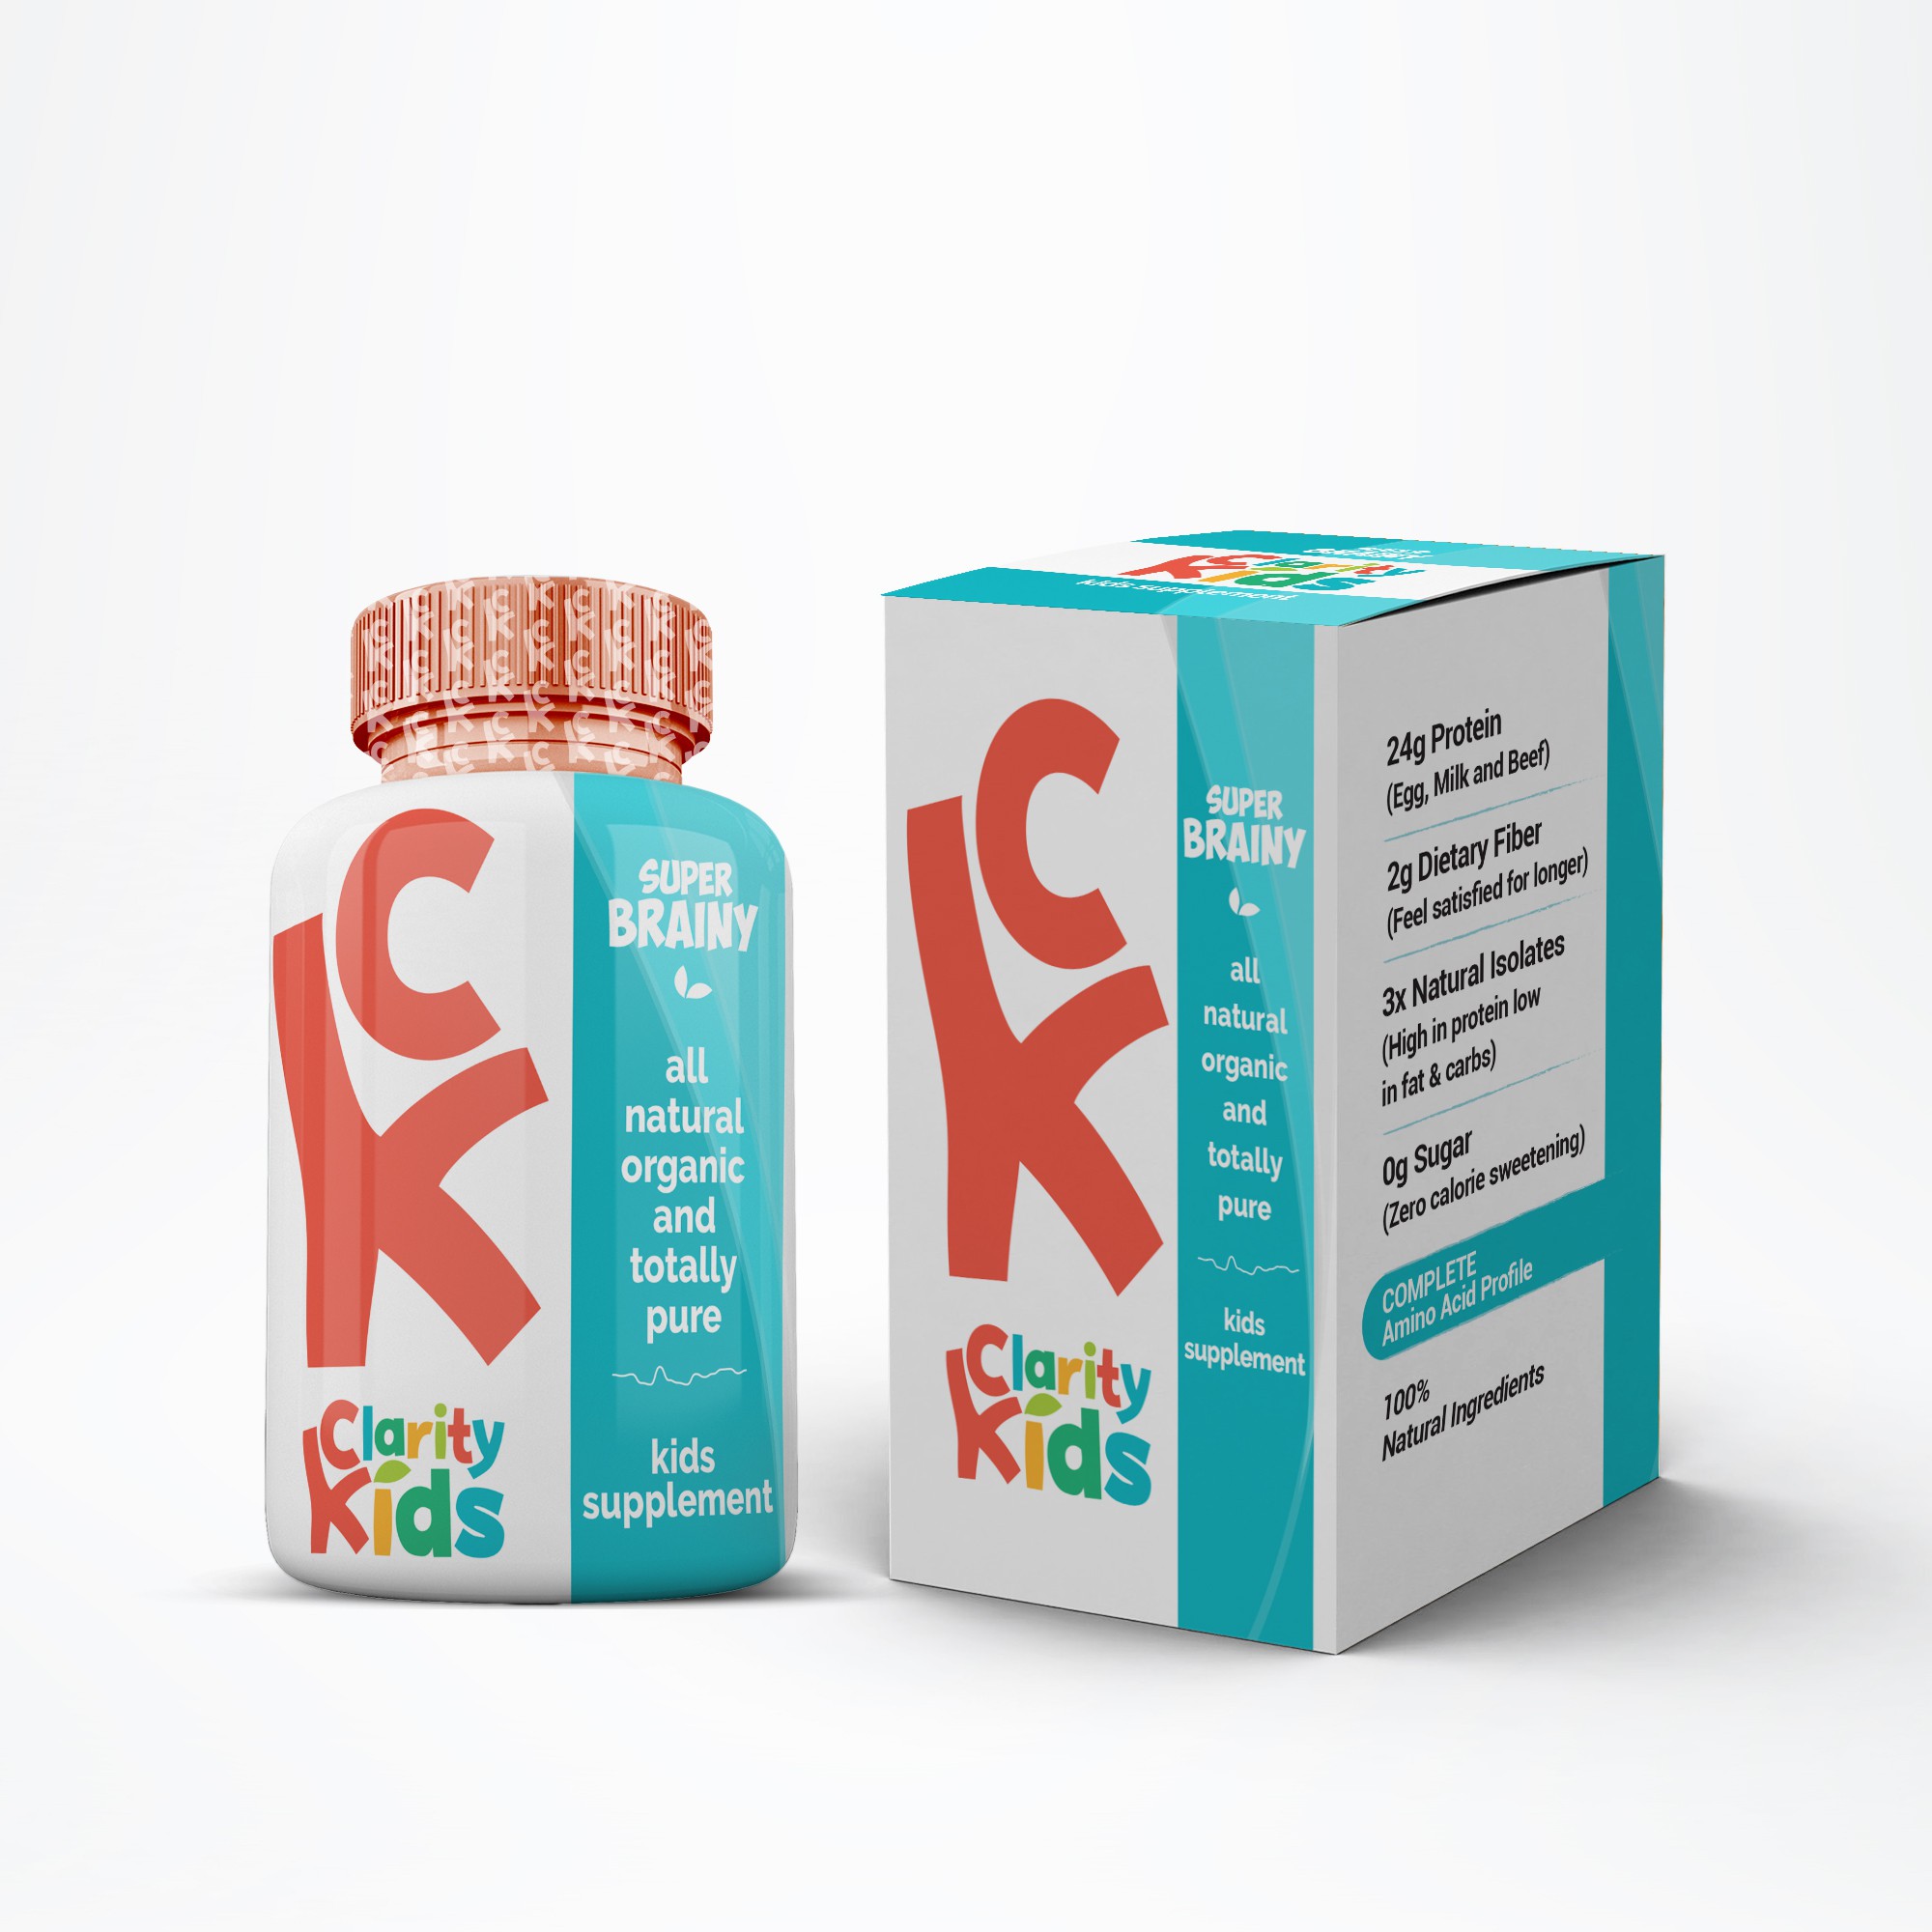 C
K
Clarity
Kids
SUPER
BRAINY
all
natural
organic
and
totally
pure
kids
supplement
Clarity
Kids
kids supplement
C
K
Clarity
Kids
SUPER
BRAINY
all
natural
organic
and
totally
pure
kids
supplement
24g Protein
(Egg, Milk and Beef)
2g Dietary Fiber
(Feel satisfied for longer)
3x Natural Isolates
(High in protein low
in fat & carbs)
0g Sugar
(Zero calorie sweetening)
COMPLETE
Amino Acid Profile
100%
Natural Ingredients